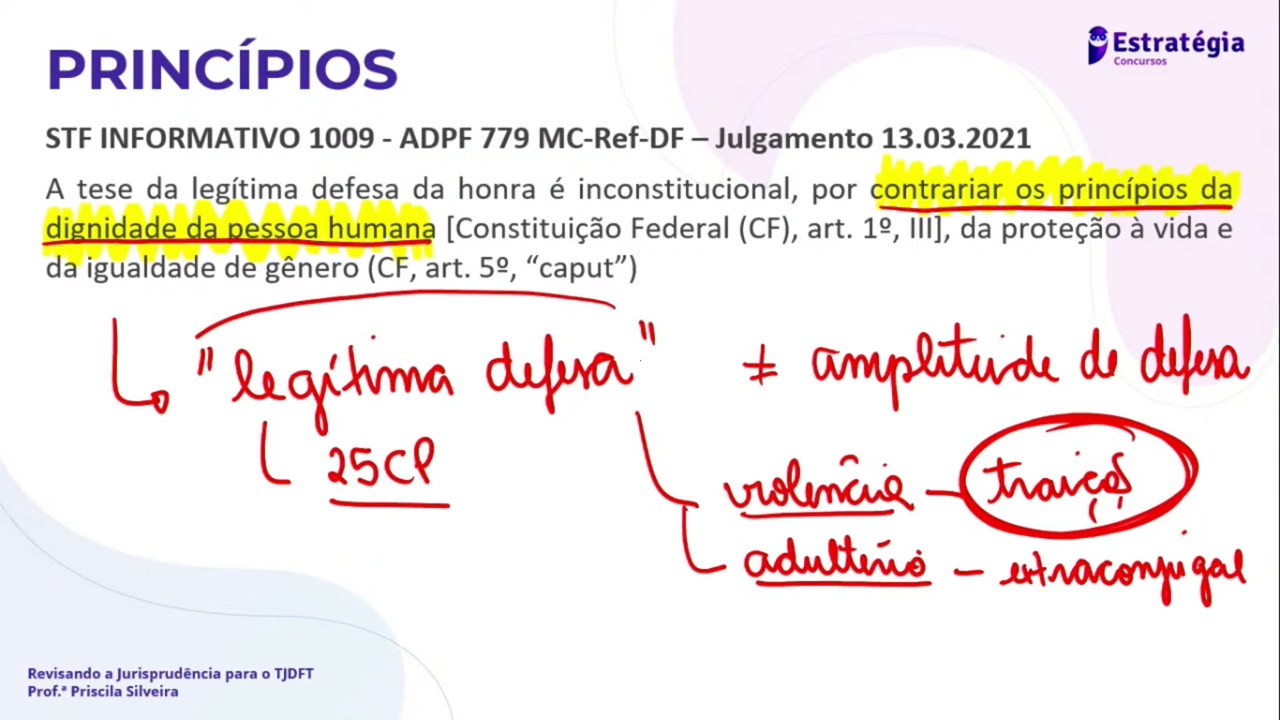 PRINCÍPIOS
Estratégia
Concursos
STF INFORMATIVO 1009 - ADPF 779 MC-Ref-DF – Julgamento 13.03.2021
A tese da legítima defesa da honra é inconstitucional, por contrariar os princípios da
dignidade da pessoa humana [Constituição Federal (CF), art. 1º, III], da proteção à vida e
da igualdade de gênero (CF, art. 5º, “caput”)
"legítima defesa" ≠ amplitude de defesa
25CP
violência — traição
adultério — extraconjugal
Revisando a Jurisprudência para o TJDFT
Prof.ª Priscila Silveira